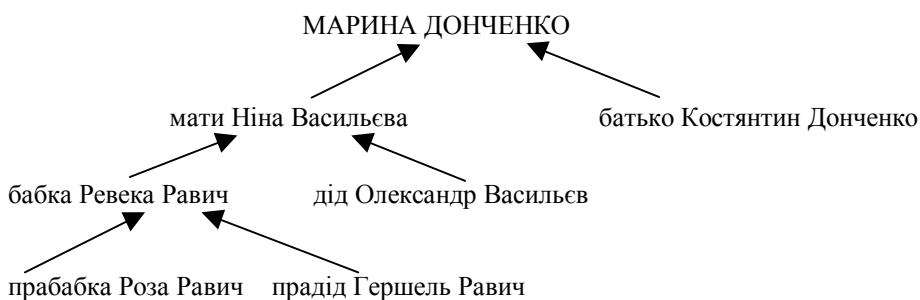 МАРИНА ДОНЧЕНКО
мати Ніна Васильєва батько Костянтин Донченко
бабка Ревека Равич дід Олександр Васильєв
прабабка Роза Равич прадід Гершель Равич